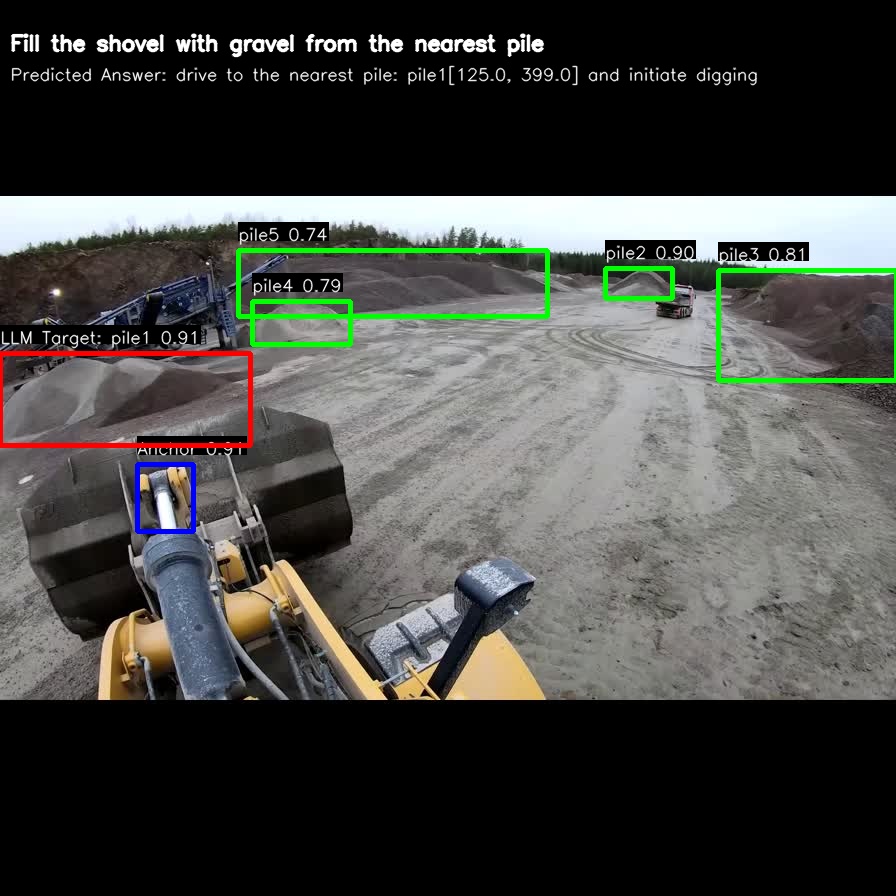 Fill the shovel with gravel from the nearest pile
Predicted Answer: drive to the nearest pile: pile1[125.0, 399.0] and initiate digging
pile5 0.74
pile2 0.90
pile3 0.81
pile4 0.79
LLM Target: pile1 0.91
Anchor 0.91